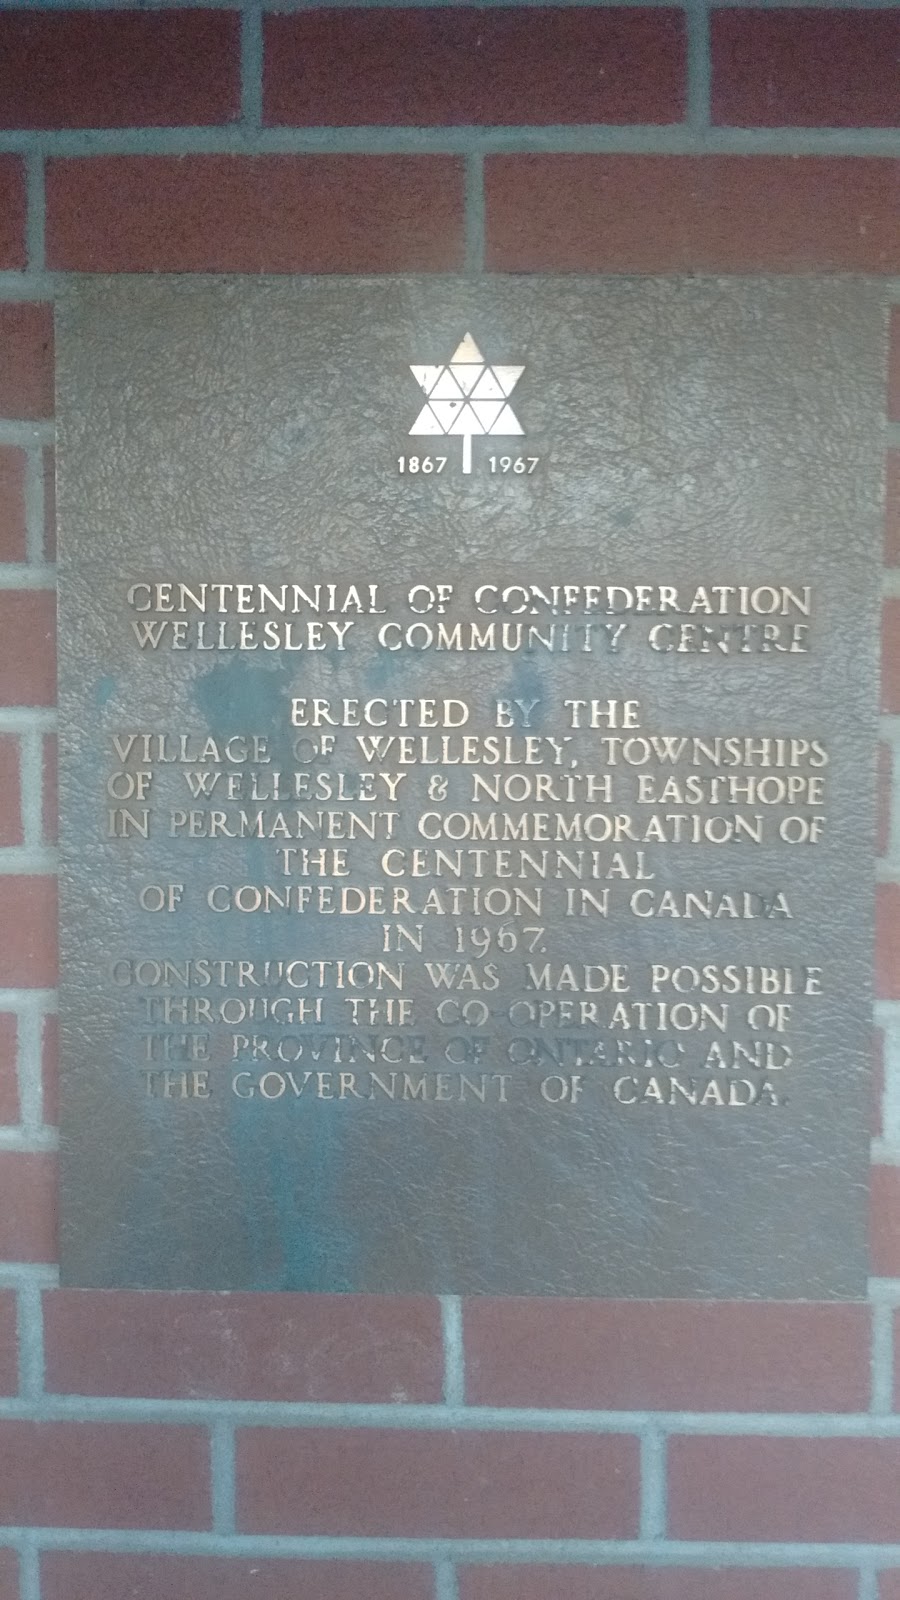 1867 1967
CENTENNIAL OF CONFEDERATION
WELLESLEY COMMUNITY CENTRE
ERECTED BY THE
VILLAGE OF WELLESLEY, TOWNSHIPS
OF WELLESLEY & NORTH EASTHOPE
IN PERMANENT COMMEMORATION OF
THE CENTENNIAL
OF CONFEDERATION IN CANADA
IN 1967.
CONSTRUCTION WAS MADE POSSIBLE
THROUGH THE CO-OPERATION OF
THE PROVINCE OF ONTARIO AND
THE GOVERNMENT OF CANADA.